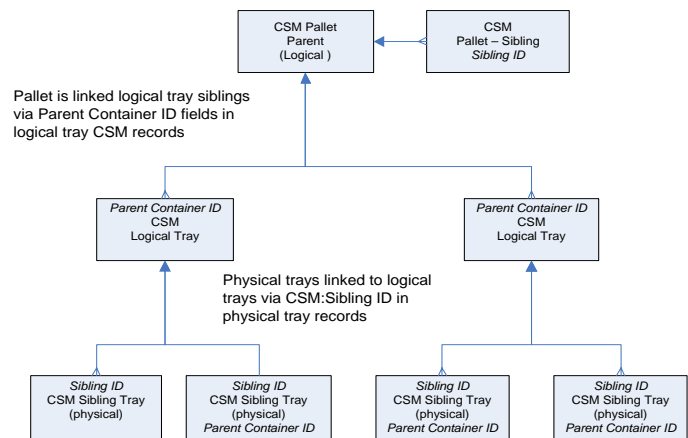 CSM Pallet
Parent
(Logical )
CSM
Pallet – Sibling
Sibling ID
Pallet is linked logical tray siblings
via Parent Container ID fields in
logical tray CSM records
Parent Container ID
CSM
Logical Tray
Parent Container ID
CSM
Logical Tray
Physical trays linked to logical
trays via CSM:Sibling ID in
physical tray records
Sibling ID
CSM Sibling Tray
(physical)
Sibling ID
CSM Sibling Tray
(physical)
Parent Container ID
Sibling ID
CSM Sibling Tray
(physical)
Parent Container ID
Sibling ID
CSM Sibling Tray
(physical)
Parent Container ID